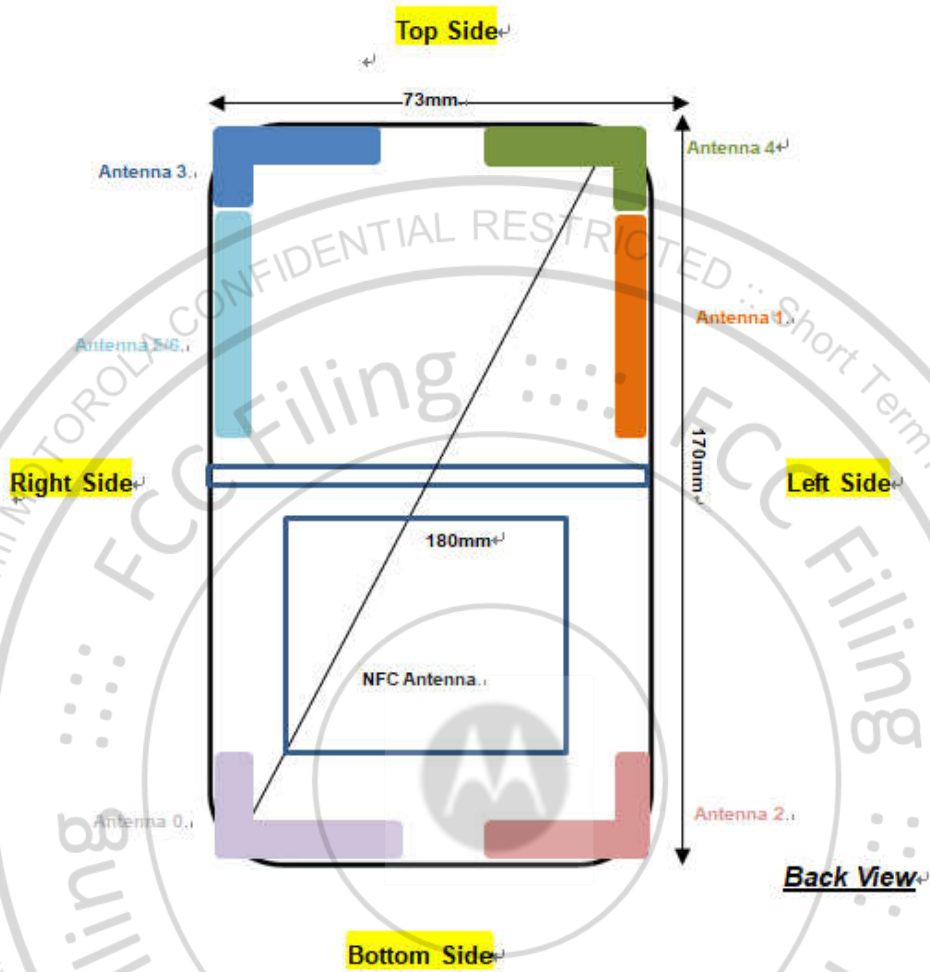 Top Side
73mm
Antenna 3
Antenna 4
MOTOROLA CONFIDENTIAL RESTRICTED :: Short Term
Antenna 1
Antenna 5/6
FCC Filing :::: FCC Filing ::::
170mm
Right Side
Left Side
180mm
NFC Antenna
Antenna 0
Antenna 2
Filing
Back View
Bottom Side